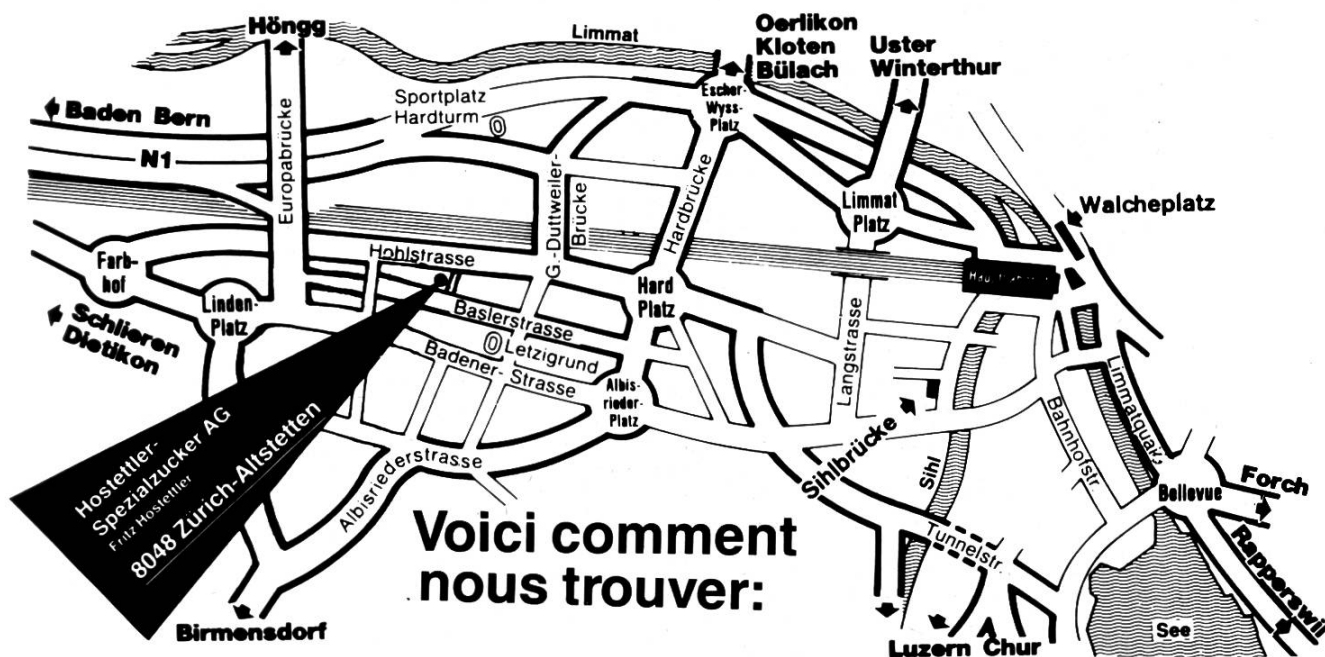 Höngg
Limmat
Oerlikon
Kloten
Bülach
Uster
Winterthur
Baden Bern
N1
Europabrücke
Sportplatz
Hardturm
Escher-
Wyss-
Platz
G.-Duttweiler-
Brücke
Hardbrücke
Limmat
Platz
Walcheplatz
Farb-
hof
Linden-
Platz
Schlieren
Dietikon
Hohlstrasse
Hard
Platz
Baslerstrasse
Letzigrund
Badener-Strasse
Albis-
rieder-
Platz
Langstrasse
Sihlbrücke
Sihl
Bahnhofstr.
Limmatquai
Bellevue
Forch
Rapperswil
Tunnelstr.
Albisriederstrasse
Hostettler-
Spezialzucker AG
Fritz Hostettler
8048 Zürich-Altstetten
Voici comment
nous trouver:
Birmensdorf
Luzern Chur
See